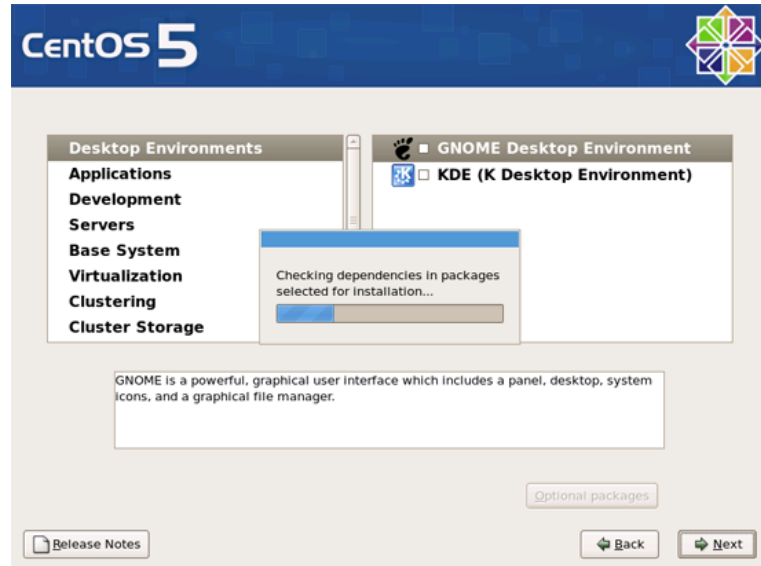 CentOS 5
Desktop Environments
Applications
Development
Servers
Base System
Virtualization
Clustering
Cluster Storage
GNOME Desktop Environment
KDE (K Desktop Environment)
Checking dependencies in packages
selected for installation...
GNOME is a powerful, graphical user interface which includes a panel, desktop, system
icons, and a graphical file manager.
Optional packages
Release Notes
Back
Next